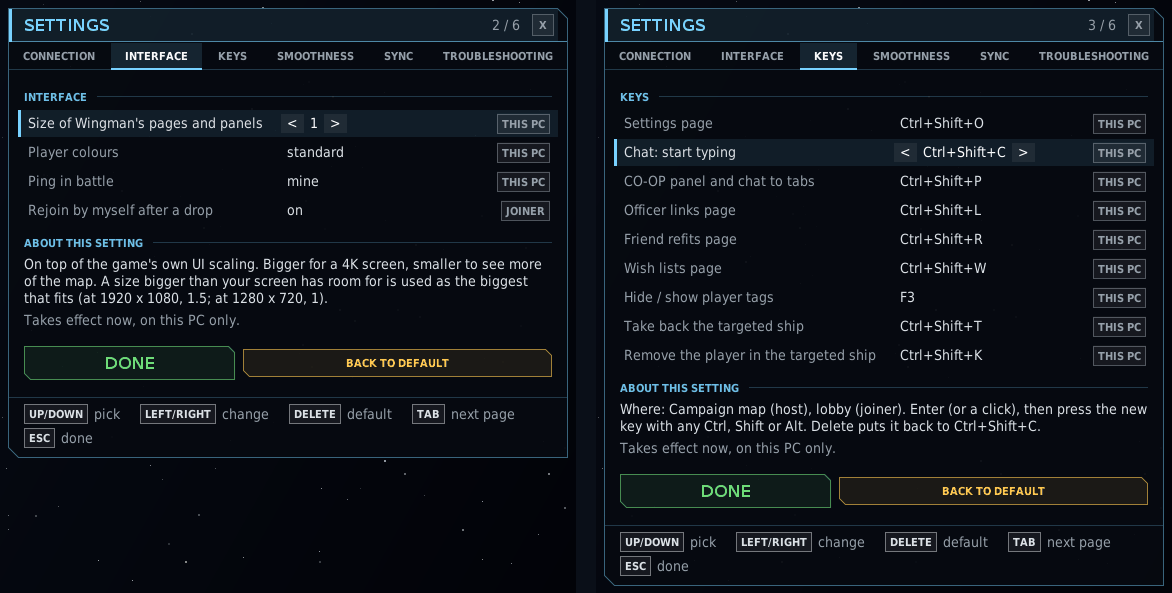 SETTINGS 2 / 6 X
CONNECTION INTERFACE KEYS SMOOTHNESS SYNC TROUBLESHOOTING
INTERFACE
Size of Wingman's pages and panels < 1 > THIS PC
Player colours standard THIS PC
Ping in battle mine THIS PC
Rejoin by myself after a drop on JOINER
ABOUT THIS SETTING
On top of the game's own UI scaling. Bigger for a 4K screen, smaller to see more
of the map. A size bigger than your screen has room for is used as the biggest
that fits (at 1920 x 1080, 1.5; at 1280 x 720, 1).
Takes effect now, on this PC only.
DONE BACK TO DEFAULT
UP/DOWN pick LEFT/RIGHT change DELETE default TAB next page
ESC done
SETTINGS 3 / 6 X
CONNECTION INTERFACE KEYS SMOOTHNESS SYNC TROUBLESHOOTING
KEYS
Settings page Ctrl+Shift+O THIS PC
Chat: start typing < Ctrl+Shift+C > THIS PC
CO-OP panel and chat to tabs Ctrl+Shift+P THIS PC
Officer links page Ctrl+Shift+L THIS PC
Friend refits page Ctrl+Shift+R THIS PC
Wish lists page Ctrl+Shift+W THIS PC
Hide / show player tags F3 THIS PC
Take back the targeted ship Ctrl+Shift+T THIS PC
Remove the player in the targeted ship Ctrl+Shift+K THIS PC
ABOUT THIS SETTING
Where: Campaign map (host), lobby (joiner). Enter (or a click), then press the new
key with any Ctrl, Shift or Alt. Delete puts it back to Ctrl+Shift+C.
Takes effect now, on this PC only.
DONE BACK TO DEFAULT
UP/DOWN pick LEFT/RIGHT change DELETE default TAB next page
ESC done